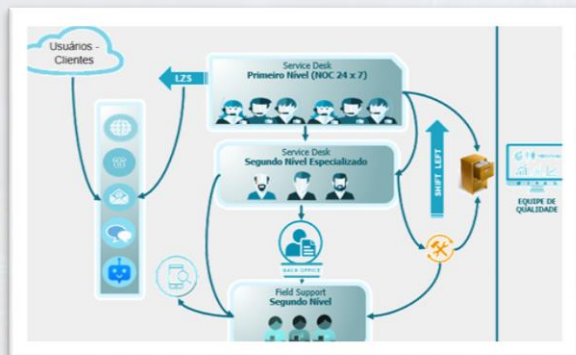 Usuários -
Clientes
LZS
Service Desk
Primeiro Nível (NOC 24 x 7)
Service Desk
Segundo Nível Especializado
SHIFT LEFT
EQUIPE DE
QUALIDADE
BACK OFFICE
Field Support
Segundo Nível